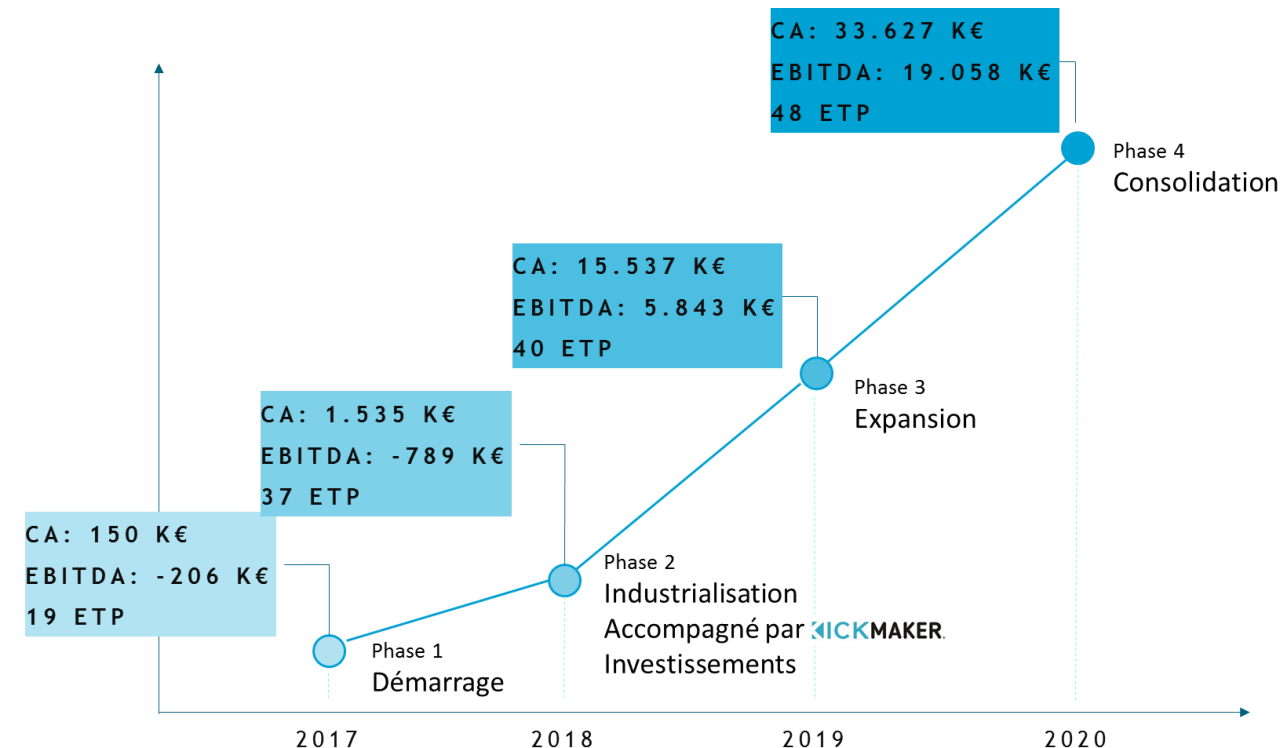 CA: 33.627 K€
EBITDA: 19.058 K€
48 ETP
Phase 4
Consolidation
CA: 15.537 K€
EBITDA: 5.843 K€
40 ETP
Phase 3
Expansion
CA: 1.535 K€
EBITDA: -789 K€
37 ETP
Phase 2
Industrialisation
Accompagné par KICKMAKER.
Investissements
CA: 150 K€
EBITDA: -206 K€
19 ETP
Phase 1
Démarrage
2017 2018 2019 2020